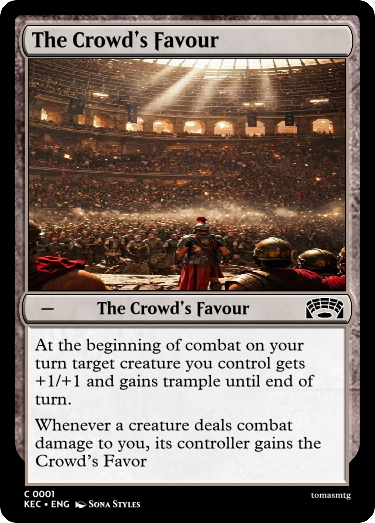 The Crowd's Favour
— The Crowd's Favour
At the beginning of combat on your
turn target creature you control gets
+1/+1 and gains trample until end of
turn.
Whenever a creature deals combat
damage to you, its controller gains the
Crowd's Favor
C 0001
KEC • ENG Sona Styles
tomasmtg